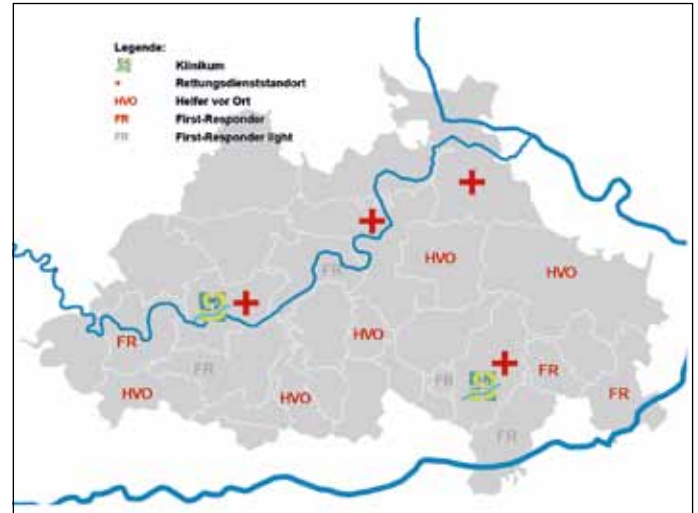 Legende:
Klinikum
Rettungsdienststandort
HVO Helfer vor Ort
FR First-Responder
FR First-Responder light
FR
HVO
HVO
HVO
FR
FR
HVO
HVO
FR
FR
FR
FR